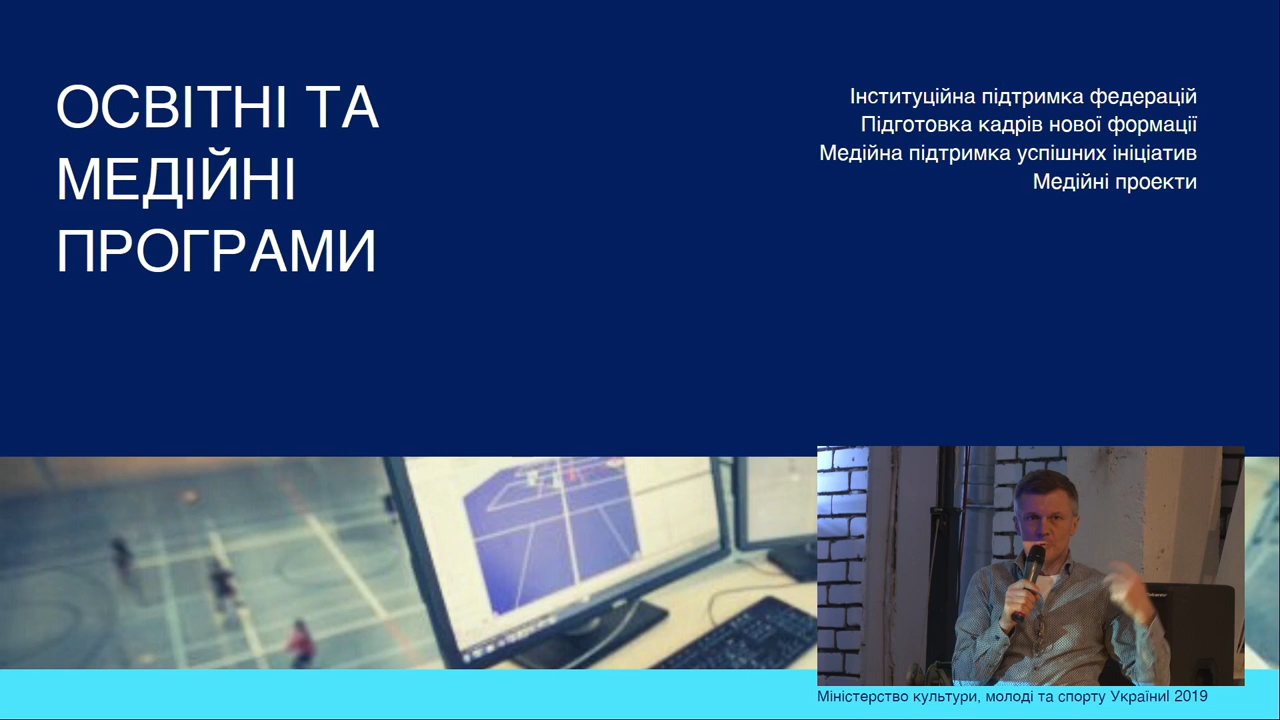 ОСВІТНІ ТА
МЕДІЙНІ
ПРОГРАМИ
Інституційна підтримка федерацій
Підготовка кадрів нової формації
Медійна підтримка успішних ініціатив
Медійні проекти
Міністерство культури, молоді та спорту УкраїниІ 2019